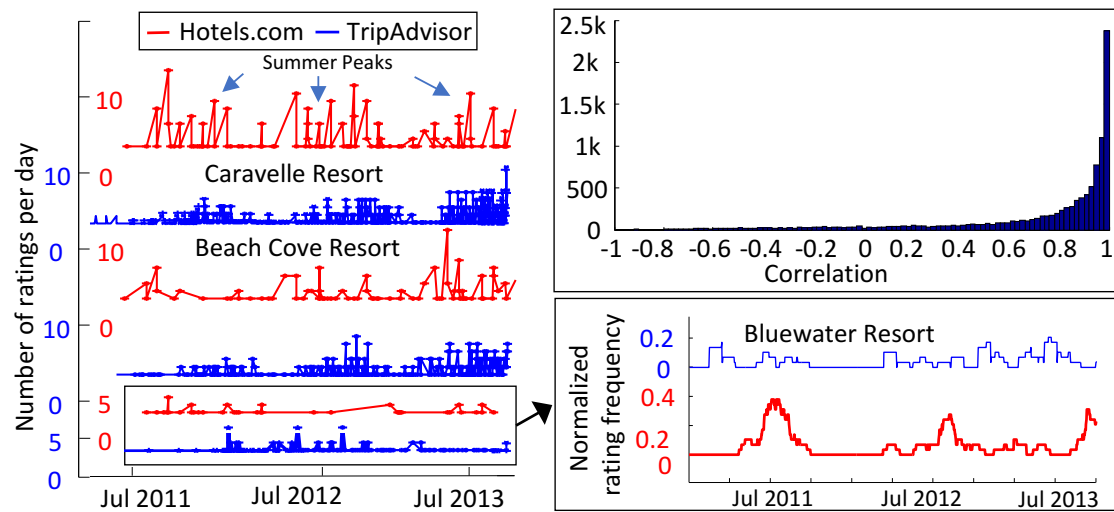 Hotels.com TripAdvisor
Summer Peaks
Number of ratings per day
10
0
10
0
Caravelle Resort
10
0
Beach Cove Resort
10
0
5
0
5
0
Jul 2011 Jul 2012 Jul 2013
2.5k
2k
1.5k
1k
500
0
-1 -0.8 -0.6 -0.4 -0.2 0 0.2 0.4 0.6 0.8 1
Correlation
Normalized
rating frequency
Bluewater Resort
0.2
0
0.4
0.2
0
Jul 2011 Jul 2012 Jul 2013